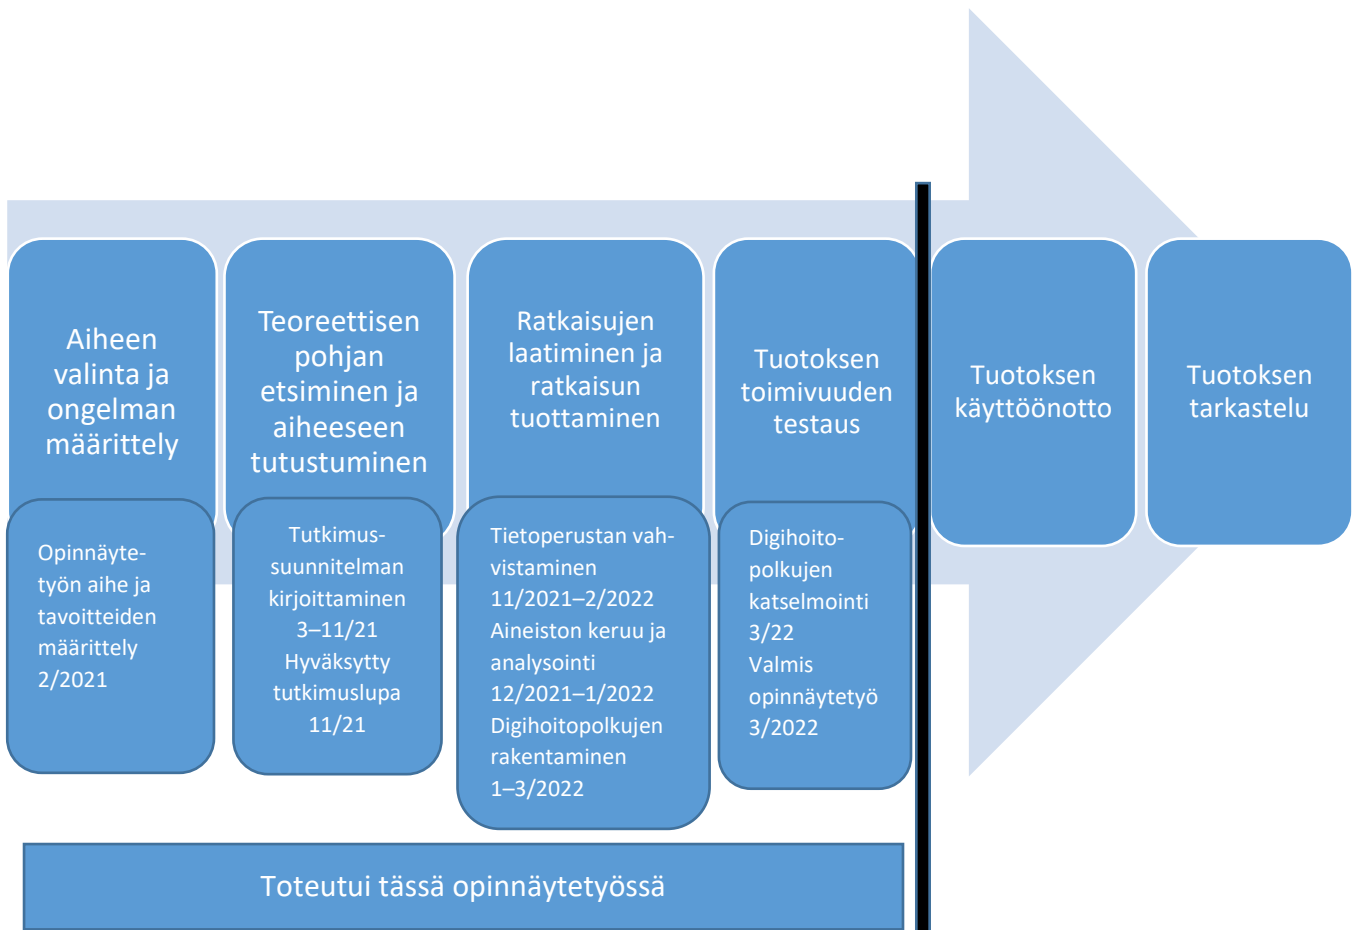 Aiheen
valinta ja
ongelman
määrittely
Opinnäyte-
työn aihe ja
tavoitteiden
määrittely
2/2021
Teoreettisen
pohjan
etsiminen ja
aiheeseen
tutustuminen
Tutkimus-
suunnitelman
kirjoittaminen
3–11/21
Hyväksytty
tutkimuslupa
11/21
Ratkaisujen
laatiminen ja
ratkaisun
tuottaminen
Tietoperustan vah-
vistaminen
11/2021–2/2022
Aineiston keruu ja
analysointi
12/2021–1/2022
Digihoitopolkujen
rakentaminen
1–3/2022
Tuotoksen
toimivuuden
testaus
Digihoito-
polkujen
katselmointi
3/22
Valmis
opinnäytetyö
3/2022
Tuotoksen
käyttöönotto
Tuotoksen
tarkastelu
Toteutui tässä opinnäytetyössä